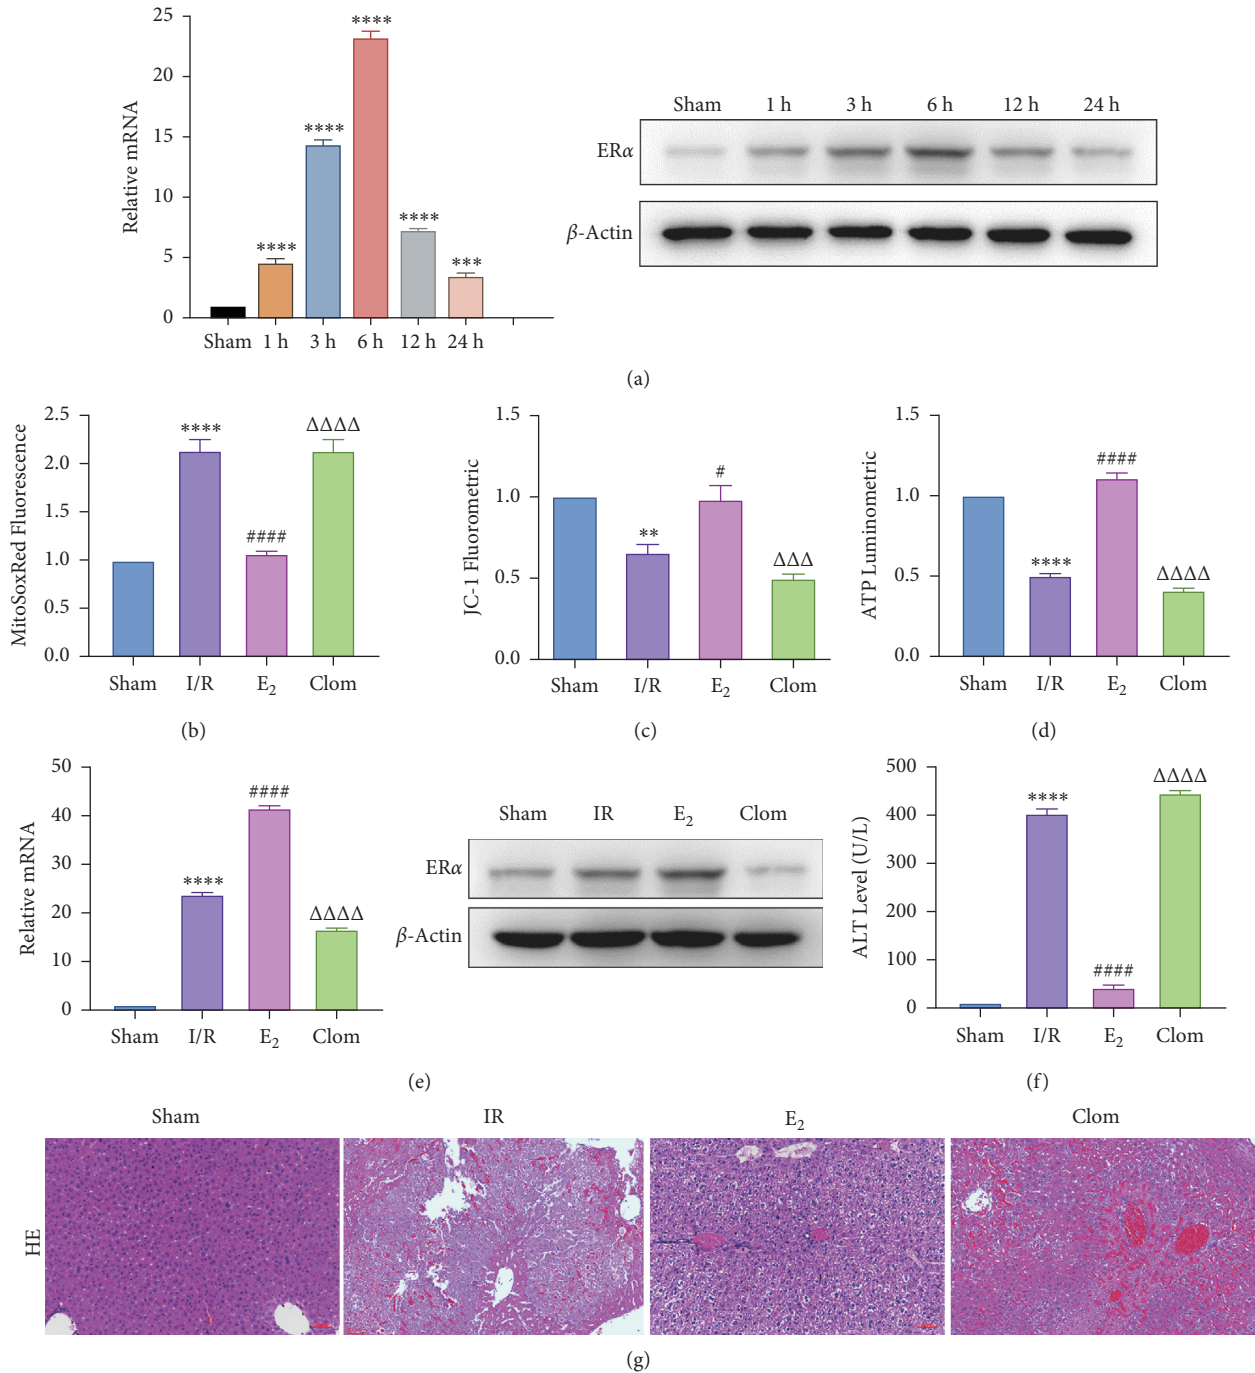 Relative mRNA
25
20
15
10
5
0
****
****
****
****
***
Sham 1 h 3 h 6 h 12 h 24 h
Sham 1 h 3 h 6 h 12 h 24 h
ERα
β-Actin
(a)
MitoSoxRed Fluorescence
2.5
2.0
1.5
1.0
0.5
0.0
****
####
ΔΔΔΔ
Sham I/R E₂ Clom
(b)
JC-1 Fluorometric
1.5
1.0
0.5
0.0
**
#
ΔΔΔ
Sham I/R E₂ Clom
(c)
ATP Luminometric
1.5
1.0
0.5
0.0
****
####
ΔΔΔΔ
Sham I/R E₂ Clom
(d)
Relative mRNA
50
40
30
20
10
0
****
####
ΔΔΔΔ
Sham I/R E₂ Clom
Sham IR E₂ Clom
ERα
β-Actin
(e)
ALT Level (U/L)
500
400
300
200
100
0
****
####
ΔΔΔΔ
Sham I/R E₂ Clom
(f)
Sham IR E₂ Clom
HE
(g)